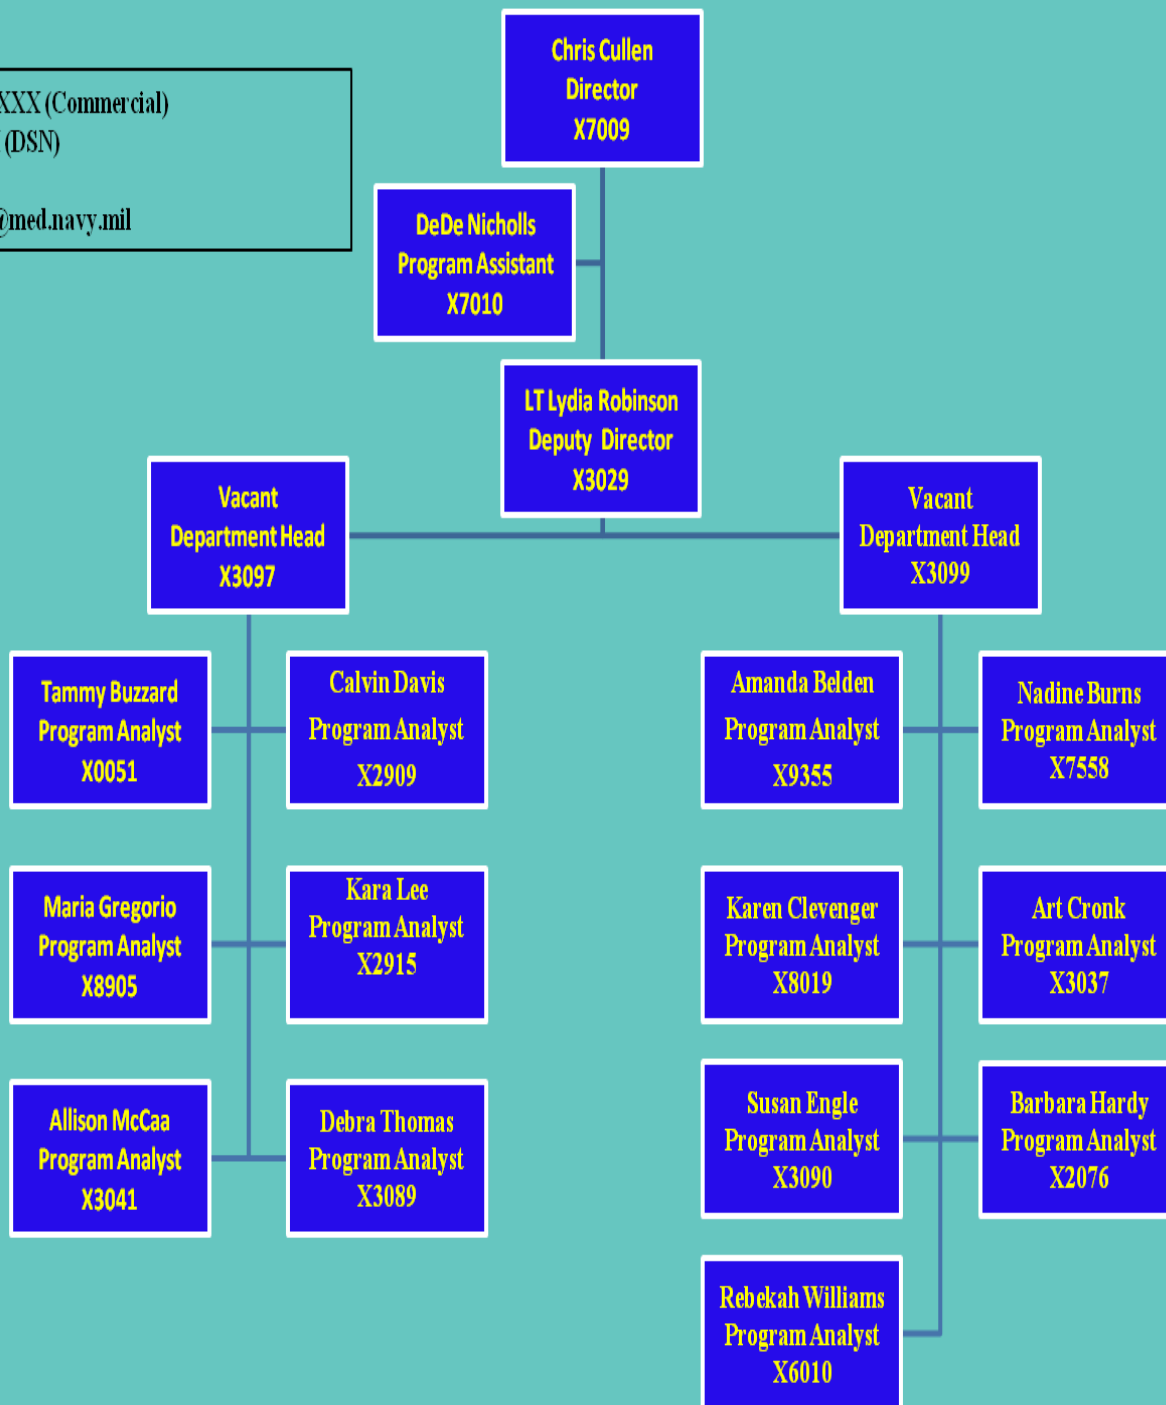 Chris Cullen
Director
X7009
XXX (Commercial)
(DSN)
@med.navy.mil
DeDe Nicholls
Program Assistant
X7010
LT Lydia Robinson
Deputy Director
X3029
Vacant
Department Head
X3097
Vacant
Department Head
X3099
Tammy Buzzard
Program Analyst
X0051
Calvin Davis
Program Analyst
X2909
Amanda Belden
Program Analyst
X9355
Nadine Burns
Program Analyst
X7558
Maria Gregorio
Program Analyst
X8905
Kara Lee
Program Analyst
X2915
Karen Clevenger
Program Analyst
X8019
Art Cronk
Program Analyst
X3037
Allison McCaa
Program Analyst
X3041
Debra Thomas
Program Analyst
X3089
Susan Engle
Program Analyst
X3090
Barbara Hardy
Program Analyst
X2076
Rebekah Williams
Program Analyst
X6010